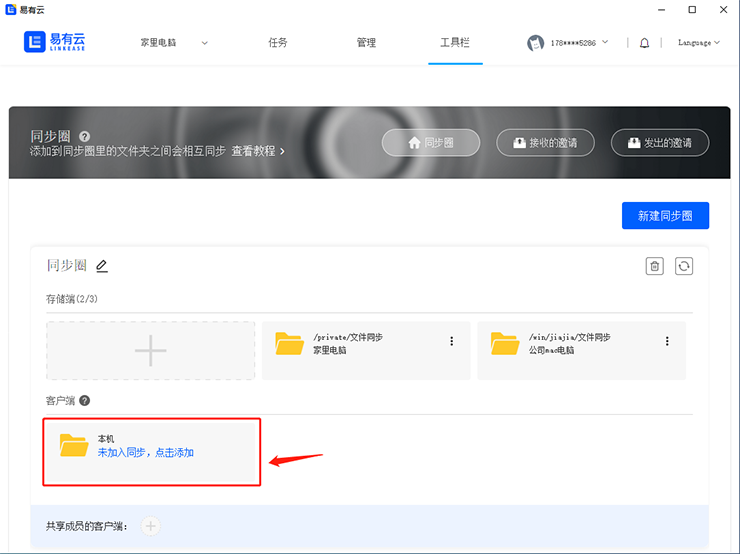 易有云
易有云
LINKEASE
家里电脑
任务
管理
工具栏
178****5286
Language
同步圈
添加到同步圈里的文件夹之间会相互同步 查看教程 >
同步圈
接收的邀请
发出的邀请
新建同步圈
同步圈
存储端(2/3)
/private/文件同步
家里电脑
/win/jiajia/文件同步
公司mac电脑
客户端
本机
未加入同步，点击添加
共享成员的客户端：